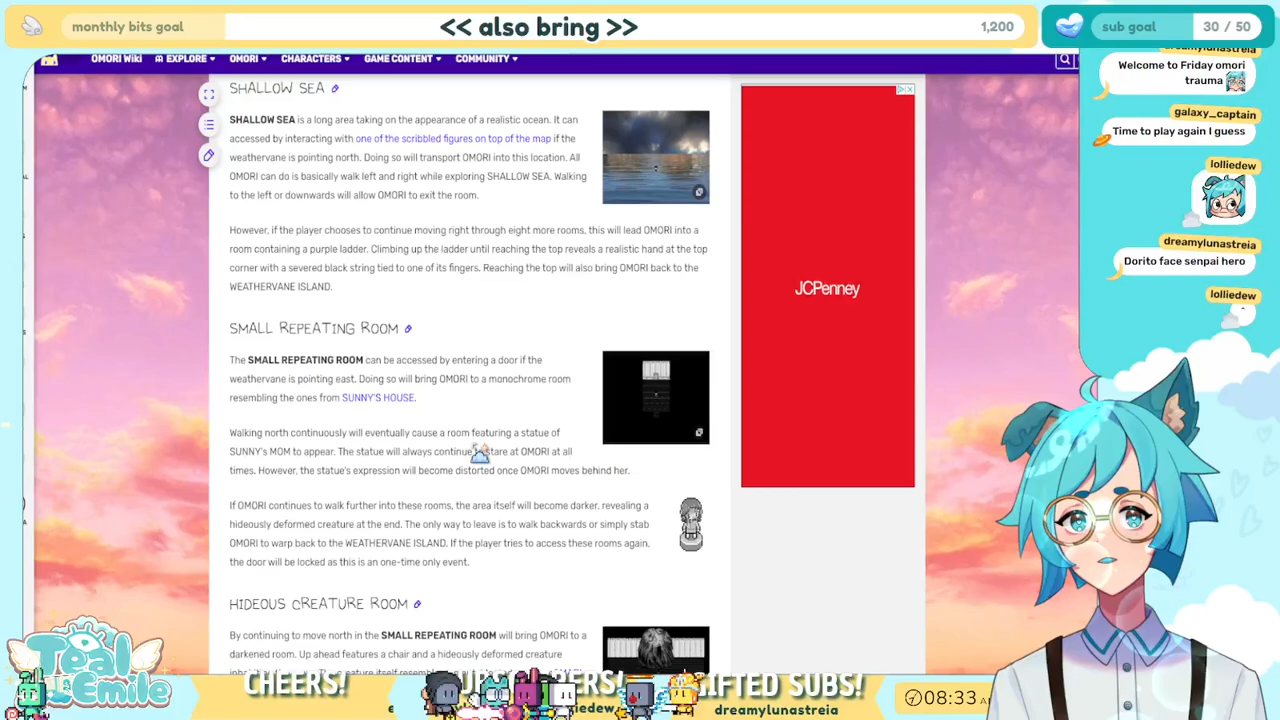 monthly bits goal
<< also bring >>
1,200
sub goal
30 / 50
OMORI Wiki
EXPLORE
OMORI
CHARACTERS
GAME CONTENT
COMMUNITY
SHALLOW SEA
SHALLOW SEA is a long area taking on the appearance of a realistic ocean. It can
accessed by interacting with one of the scribbled figures on top of the map if the
weathervane is pointing north. Doing so will transport OMORI into this location. All
OMORI can do is basically walk left and right while exploring SHALLOW SEA. Walking
to the left or downwards will allow OMORI to exit the room.
However, if the player chooses to continue moving right through eight more rooms, this will lead OMORI into a
room containing a purple ladder. Climbing up the ladder until reaching the top reveals a realistic hand at the top
corner with a severed black string tied to one of its fingers. Reaching the top will also bring OMORI back to the
WEATHERVANE ISLAND.
SMALL REPEATING ROOM
The SMALL REPEATING ROOM can be accessed by entering a door if the
weathervane is pointing east. Doing so will bring OMORI to a monochrome room
resembling the ones from SUNNY'S HOUSE.
Walking north continuously will eventually cause a room featuring a statue of
SUNNY'S MOM to appear. The statue will always continue stare at OMORI at all
times. However, the statue's expression will become distorted once OMORI moves behind her.
If OMORI continues to walk further into these rooms, the area itself will become darker, revealing a
hideously deformed creature at the end. The only way to leave is to walk backwards or simply stab
OMORI to warp back to the WEATHERVANE ISLAND. If the player tries to access these rooms again,
the door will be locked as this is an one-time only event.
HIDEOUS CREATURE ROOM
By continuing to move north in the SMALL REPEATING ROOM will bring OMORI to a
darkened room. Up ahead features a chair and a hideously deformed creature
JCPenney
dreamylunastreia
Welcome to Friday omori
trauma
galaxy_captain
Time to play again I guess
lolliedew
dreamylunastreia
Dorito face senpai hero
lolliedew
Teal
Emile
CHEERS!
GIFTED SUBS!
dreamylunastreia
08:33